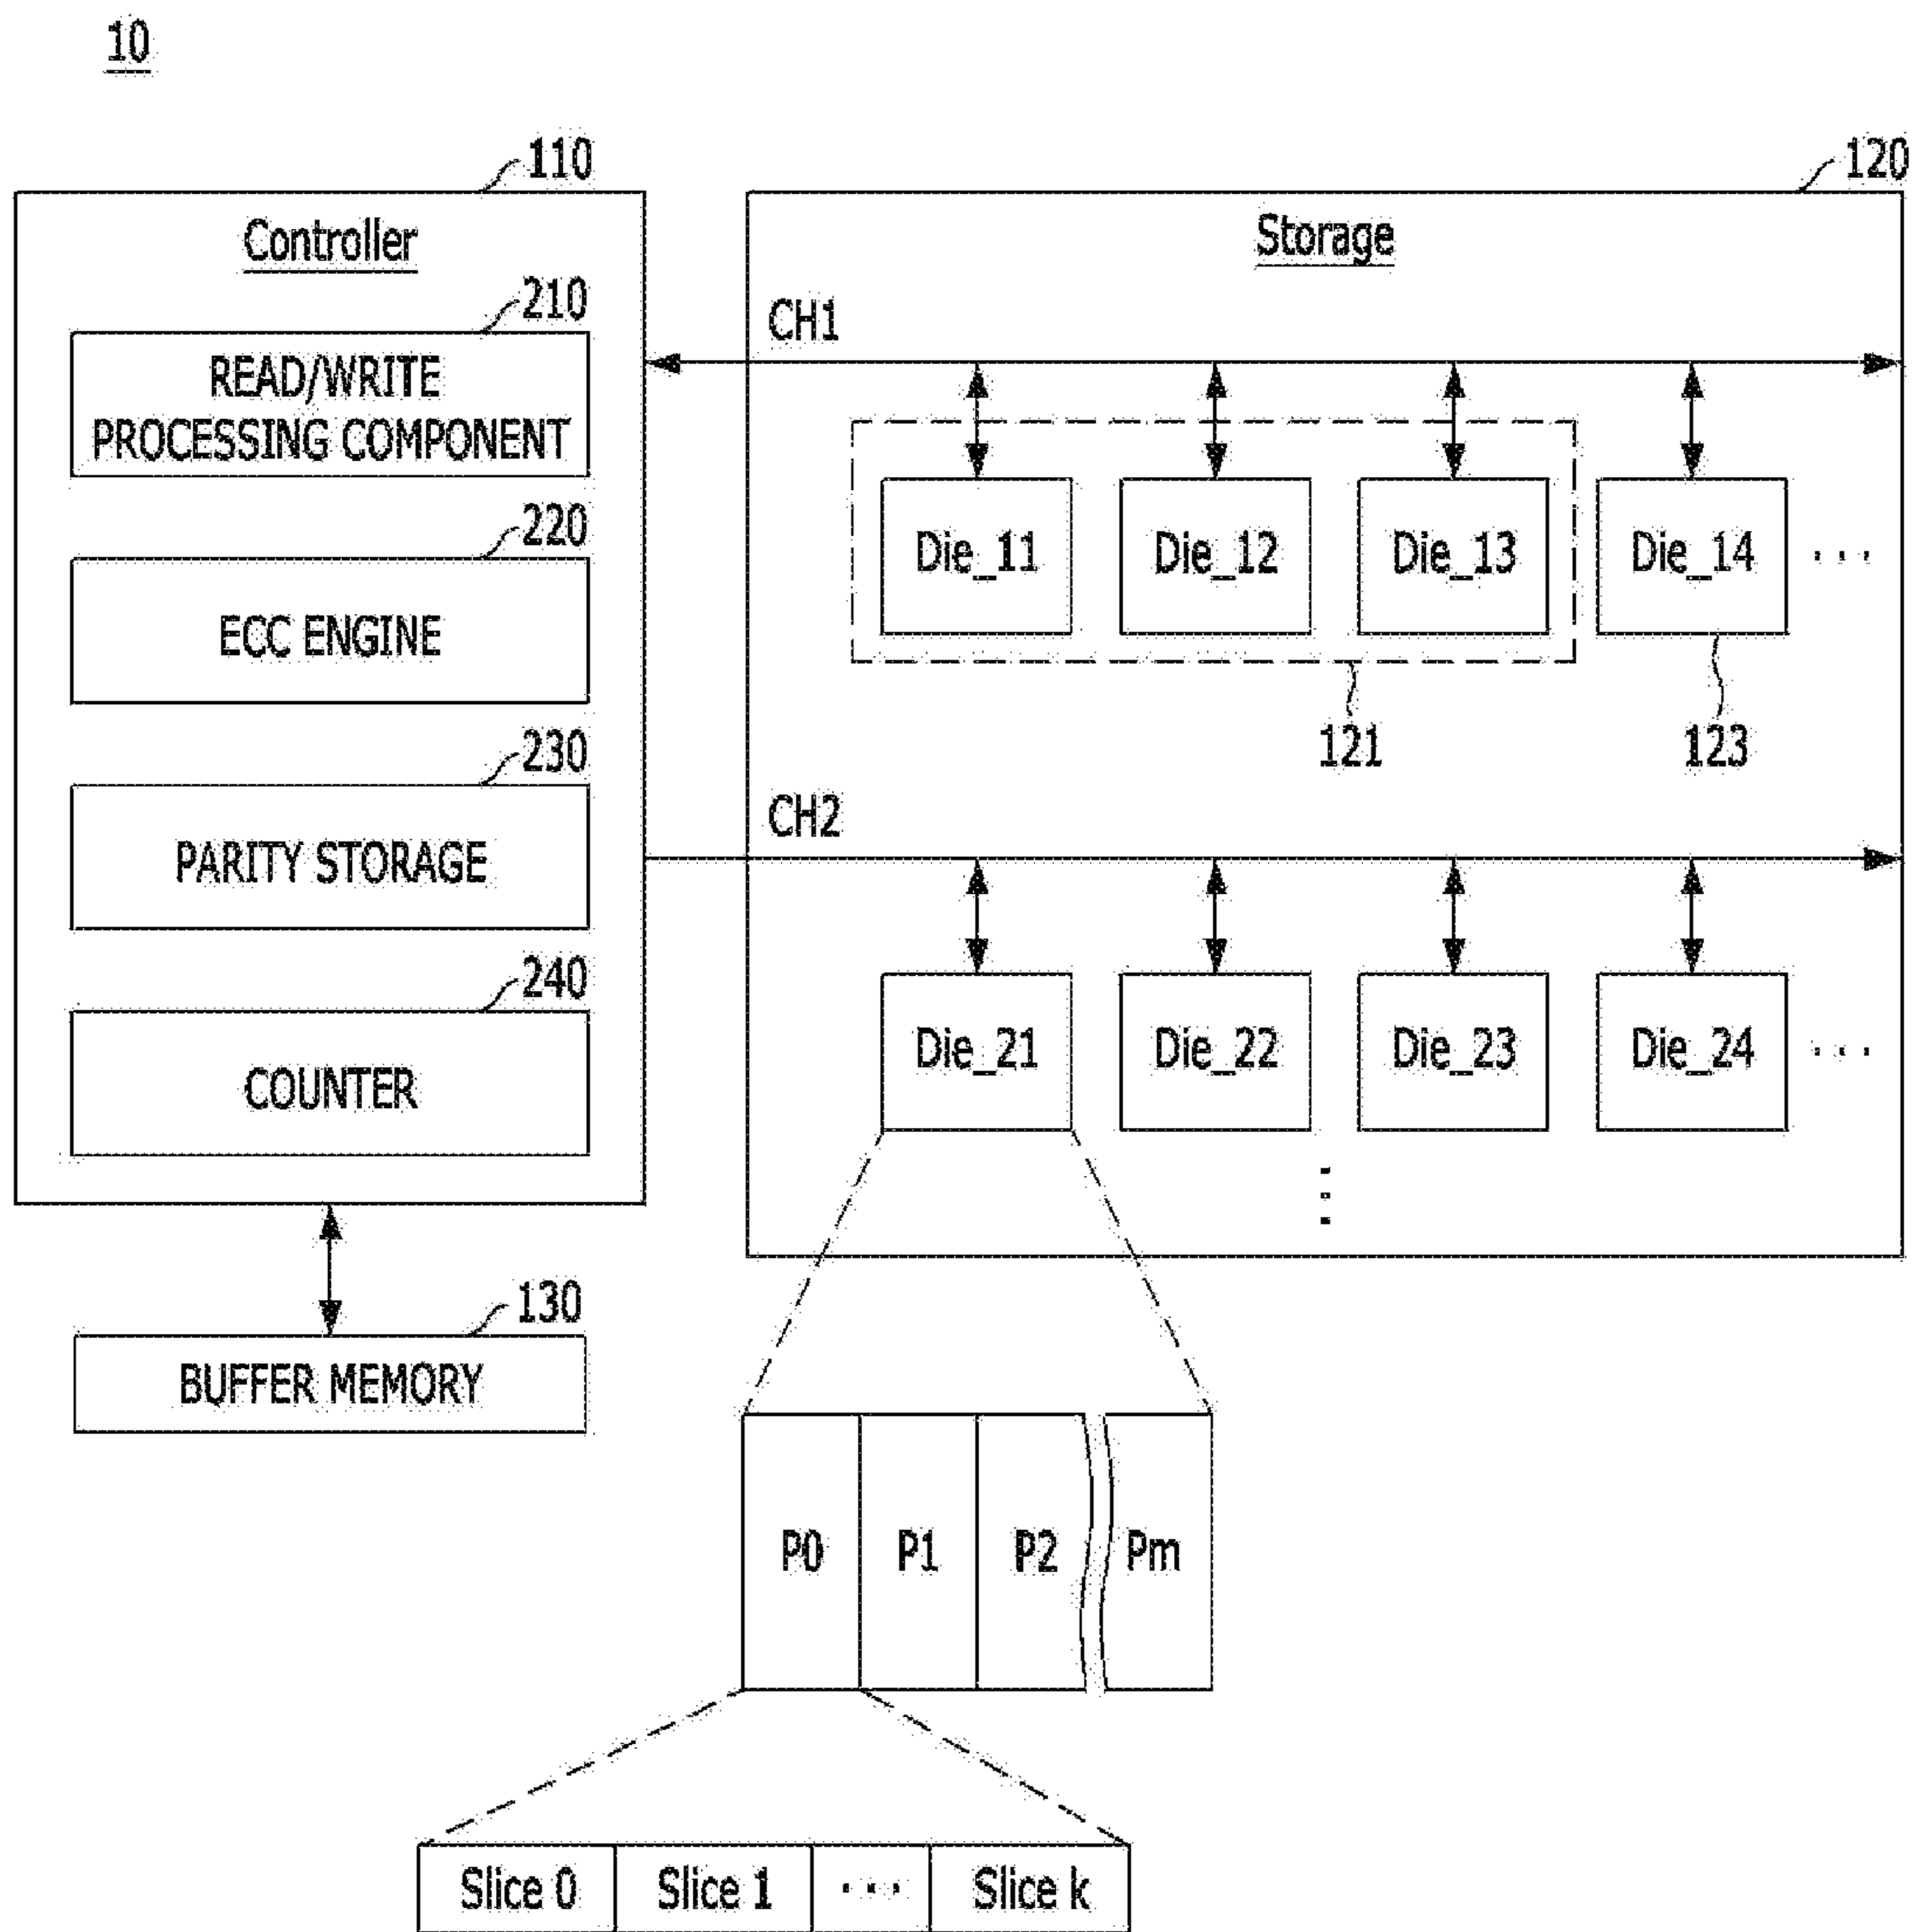 10
110
120
Controller
Storage
210
READ/WRITE
PROCESSING COMPONENT
220
ECC ENGINE
230
PARITY STORAGE
240
COUNTER
130
BUFFER MEMORY
CH1
Die_11 Die_12 Die_13 Die_14 ...
121 123
CH2
Die_21 Die_22 Die_23 Die_24 ...
P0 P1 P2 Pm
Slice 0 Slice 1 ... Slice k